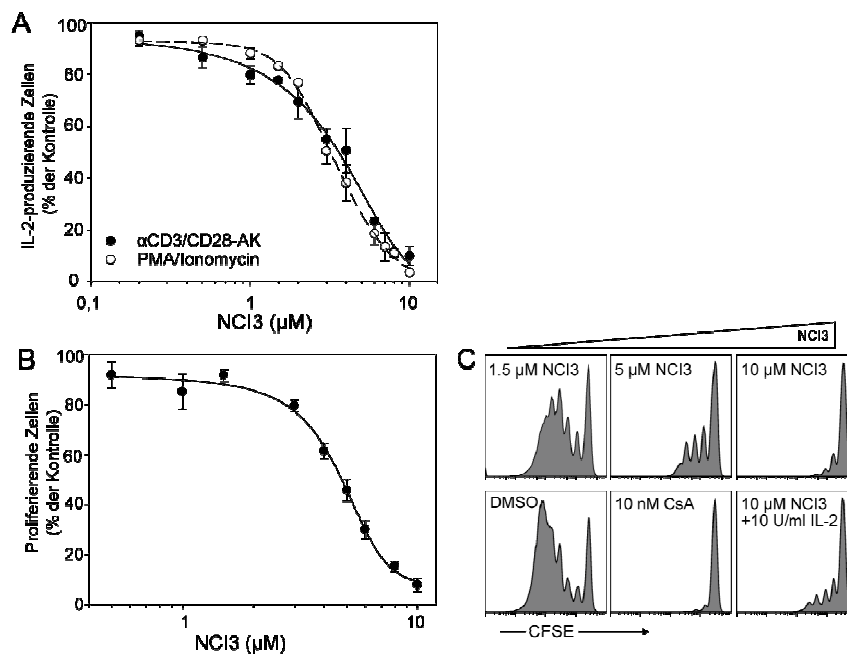 A
IL-2-produzierende Zellen
(% der Kontrolle)
100
80
60
40
20
0
αCD3/CD28-AK
PMA/Ionomycin
0,1
1
10
NCI3 (µM)
B
Proliferierende Zellen
(% der Kontrolle)
100
80
60
40
20
0
1
10
NCI3 (µM)
C
NCI3
1.5 µM NCI3
5 µM NCI3
10 µM NCI3
DMSO
10 nM CsA
10 µM NCI3
+10 U/ml IL-2
CFSE